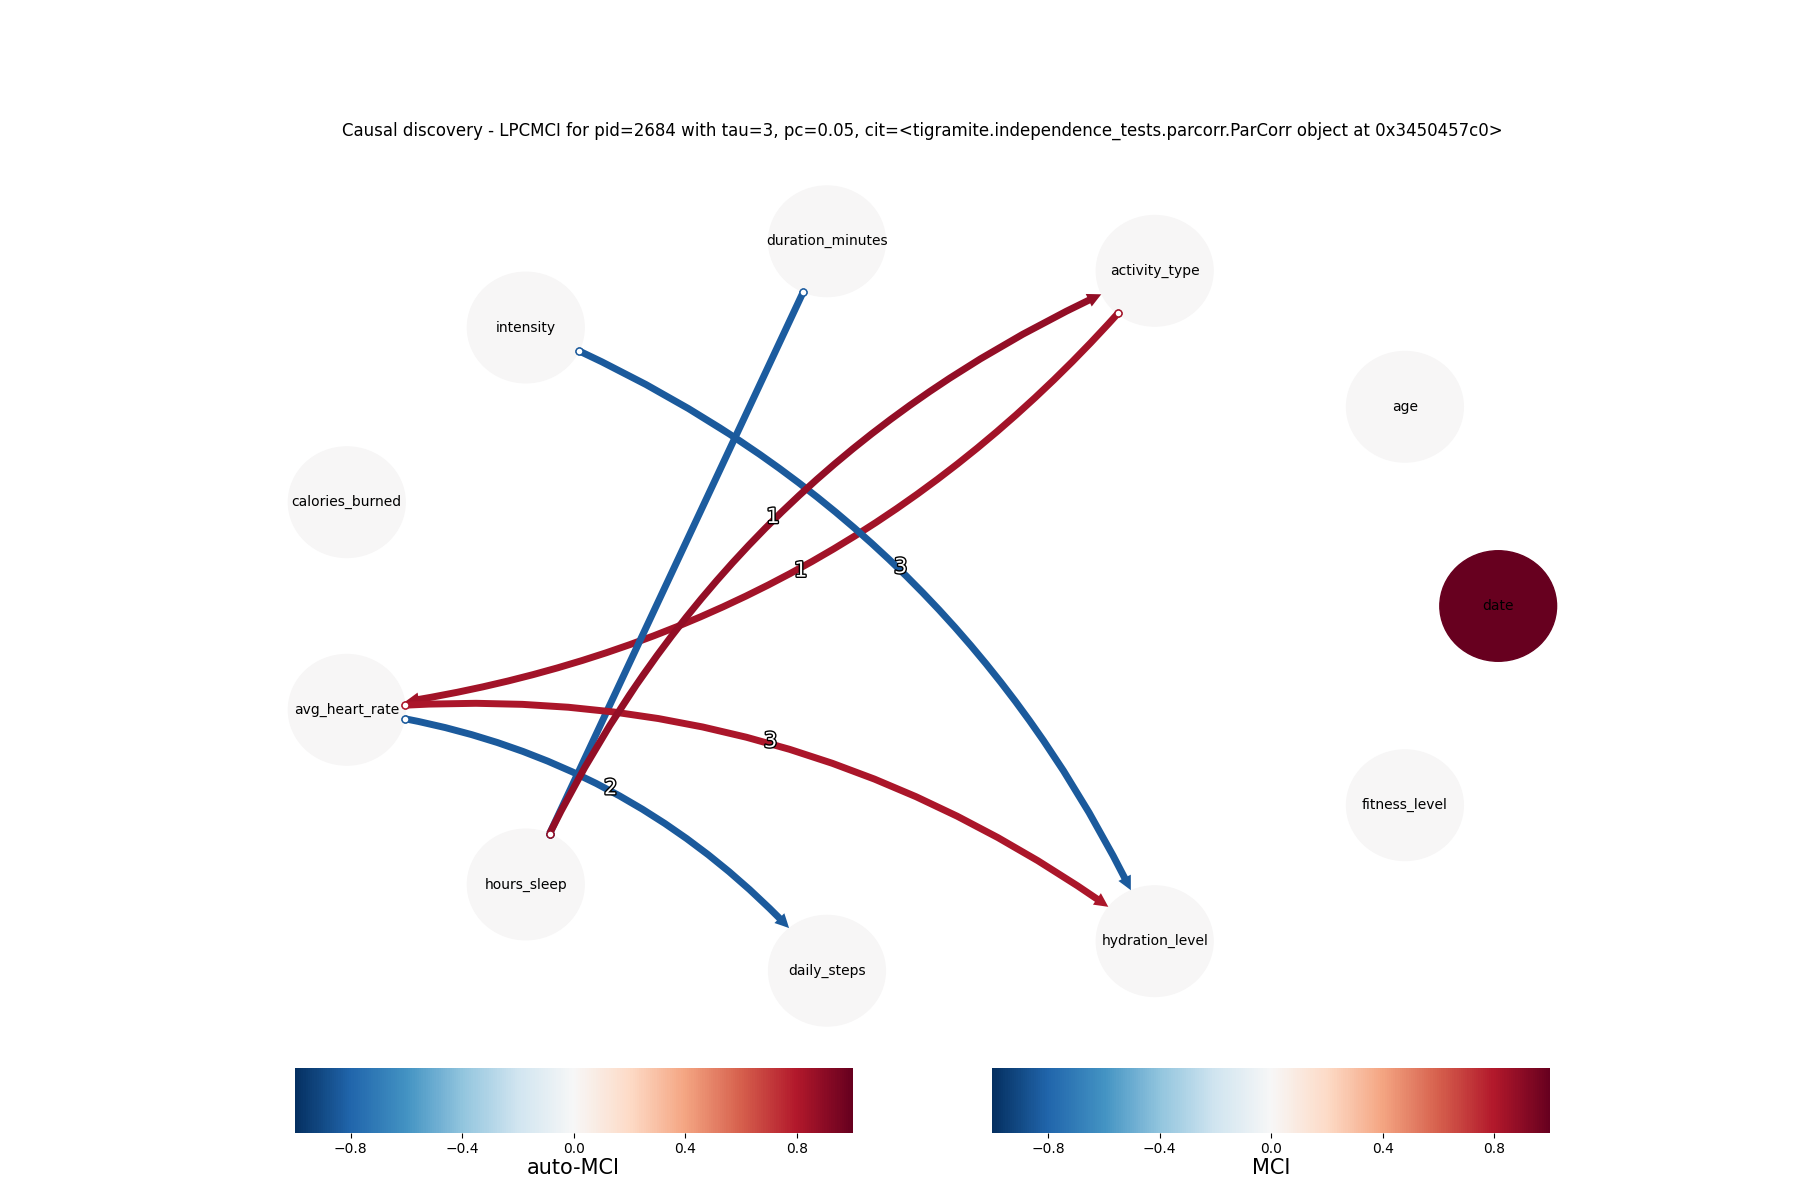 Causal discovery - LPCMCI for pid=2684 with tau=3, pc=0.05, cit=<tigramite.independence_tests.parcorr.ParCorr object at 0x3450457c0>
duration_minutes
activity_type
intensity
age
calories_burned
1
3
1
date
avg_heart_rate
3
2
fitness_level
hours_sleep
hydration_level
daily_steps
−0.8 −0.4 0.0 0.4 0.8
auto-MCI
−0.8 −0.4 0.0 0.4 0.8
MCI